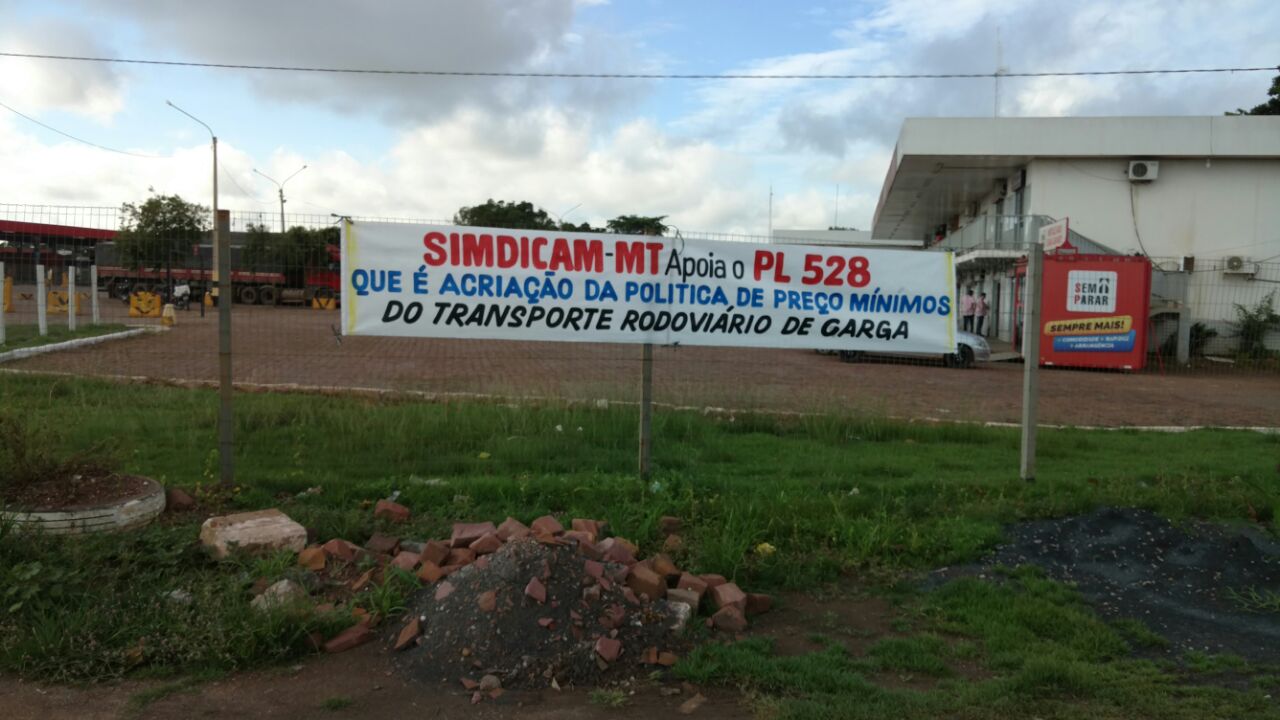 SIMDICAM-MT Apoia o PL 528
QUE É ACRIAÇÃO DA POLITICA, DE PREÇO MÍNIMOS
DO TRANSPORTE RODOVIÁRIO DE GARGA
SEM
PARAR
SEMPRE MAIS!